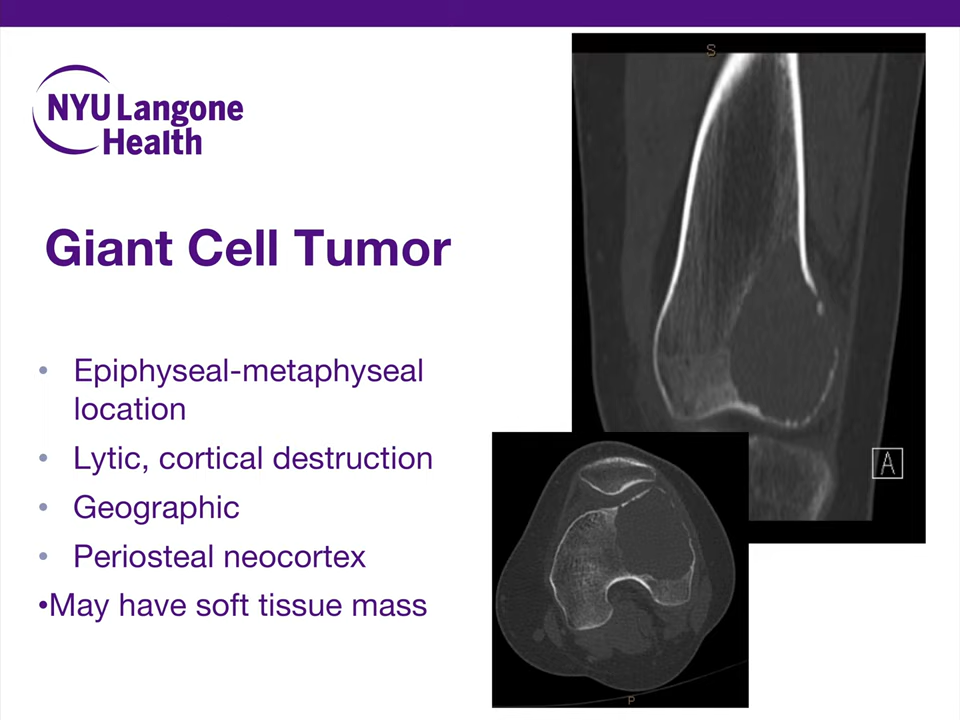 NYU Langone
Health
Giant Cell Tumor
• Epiphyseal-metaphyseal
location
• Lytic, cortical destruction
• Geographic
• Periosteal neocortex
•May have soft tissue mass
S
A
P